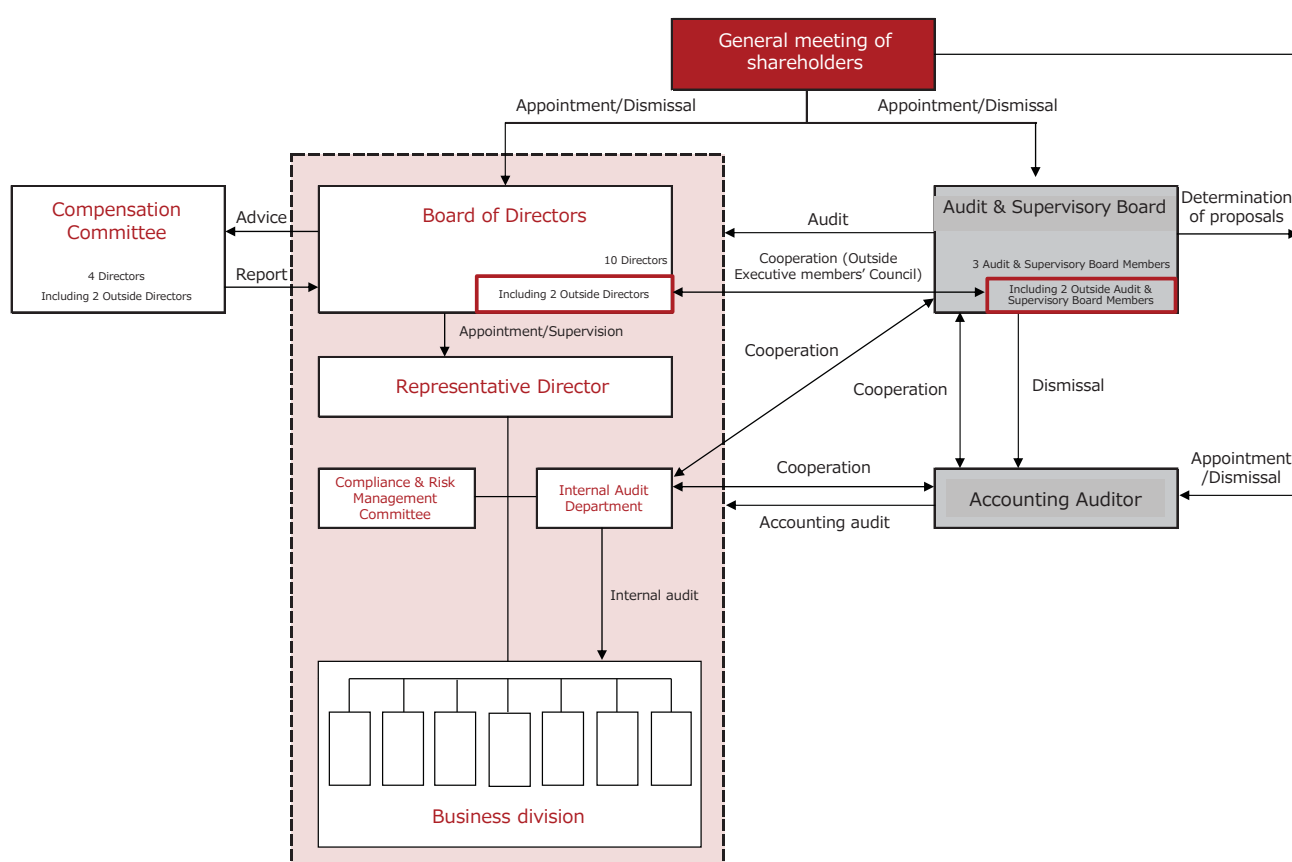 General meeting of
shareholders
Appointment/Dismissal
Appointment/Dismissal
Compensation
Committee
4 Directors
Including 2 Outside Directors
Advice
Report
Board of Directors
10 Directors
Including 2 Outside Directors
Audit
Cooperation (Outside
Executive members’ Council)
Audit & Supervisory Board
3 Audit & Supervisory Board Members
Including 2 Outside Audit &
Supervisory Board Members
Determination
of proposals
Appointment/Supervision
Representative Director
Cooperation
Cooperation
Dismissal
Compliance & Risk
Management
Committee
Internal Audit
Department
Cooperation
Accounting audit
Accounting Auditor
Appointment
/Dismissal
Internal audit
Business division